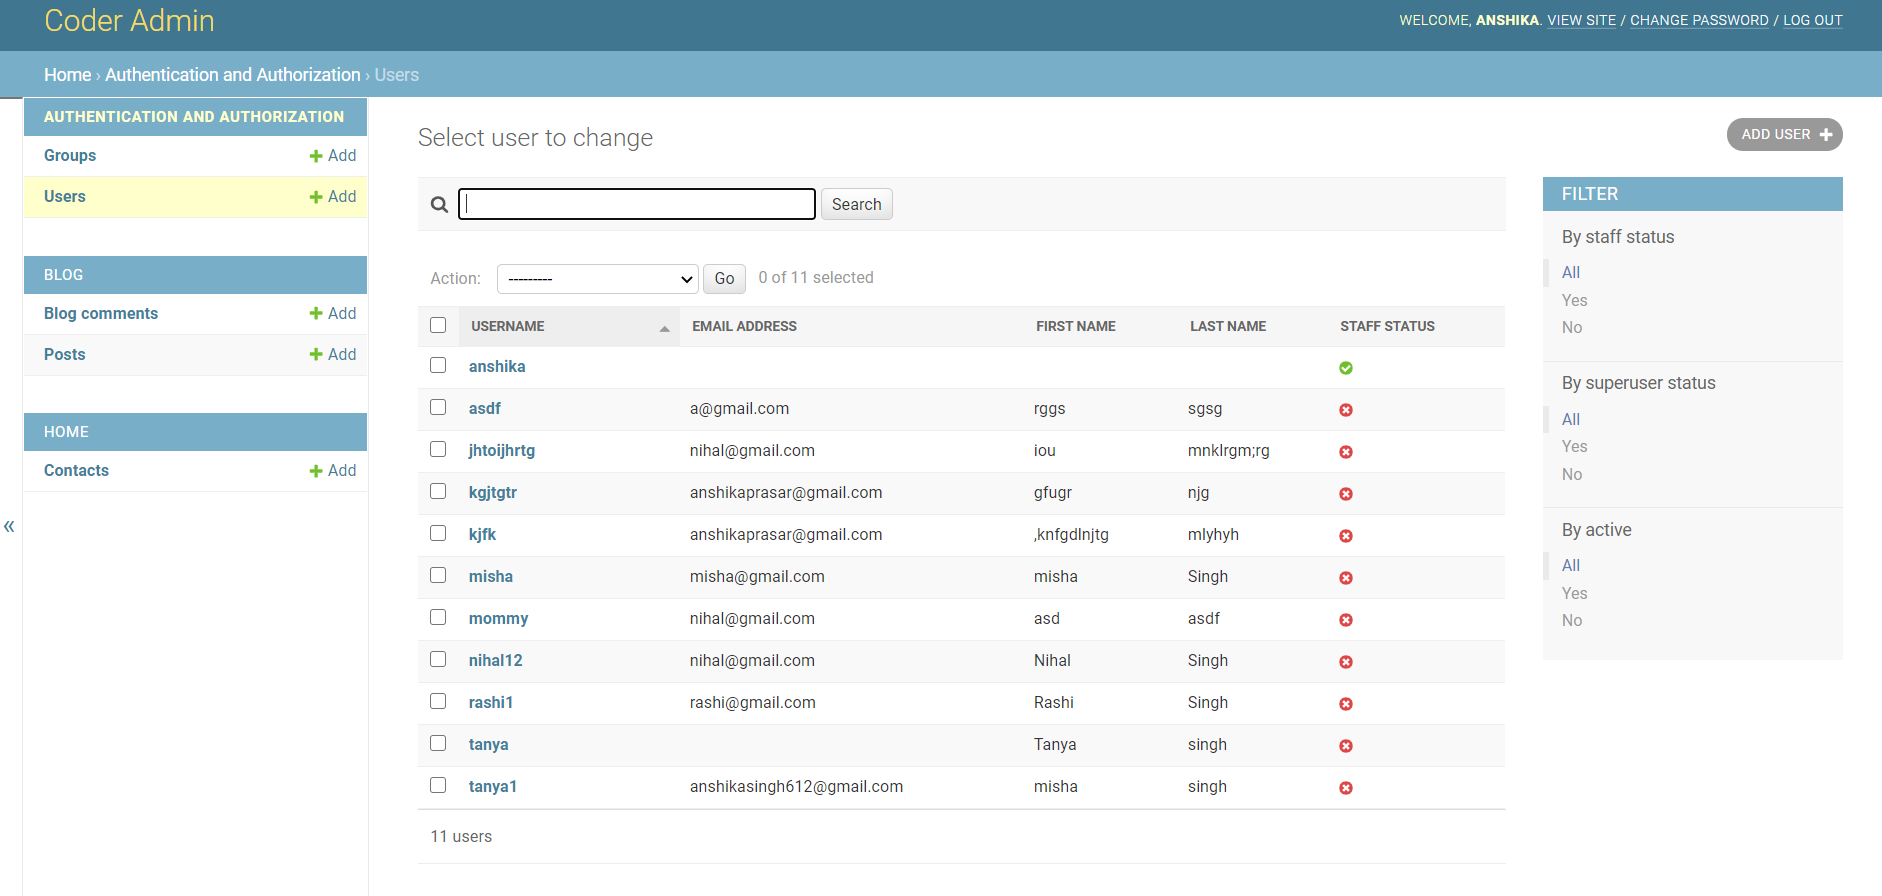 Coder Admin
WELCOME, ANSHIKA. VIEW SITE / CHANGE PASSWORD / LOG OUT
Home › Authentication and Authorization › Users
AUTHENTICATION AND AUTHORIZATION
Groups + Add
Users + Add
BLOG
Blog comments + Add
Posts + Add
HOME
Contacts + Add
«
Select user to change
ADD USER +
Search
Action: --------- Go 0 of 11 selected
USERNAME EMAIL ADDRESS FIRST NAME LAST NAME STAFF STATUS
anshika
asdf a@gmail.com rggs sgsg
jhtoijhrtg nihal@gmail.com iou mnklrgm;rg
kgjtgtr anshikaprasar@gmail.com gfugr njg
kjfk anshikaprasar@gmail.com ,knfgdlnjtg mlyhyh
misha misha@gmail.com misha Singh
mommy nihal@gmail.com asd asdf
nihal12 nihal@gmail.com Nihal Singh
rashi1 rashi@gmail.com Rashi Singh
tanya Tanya singh
tanya1 anshikasingh612@gmail.com misha singh
11 users
FILTER
By staff status
All
Yes
No
By superuser status
All
Yes
No
By active
All
Yes
No